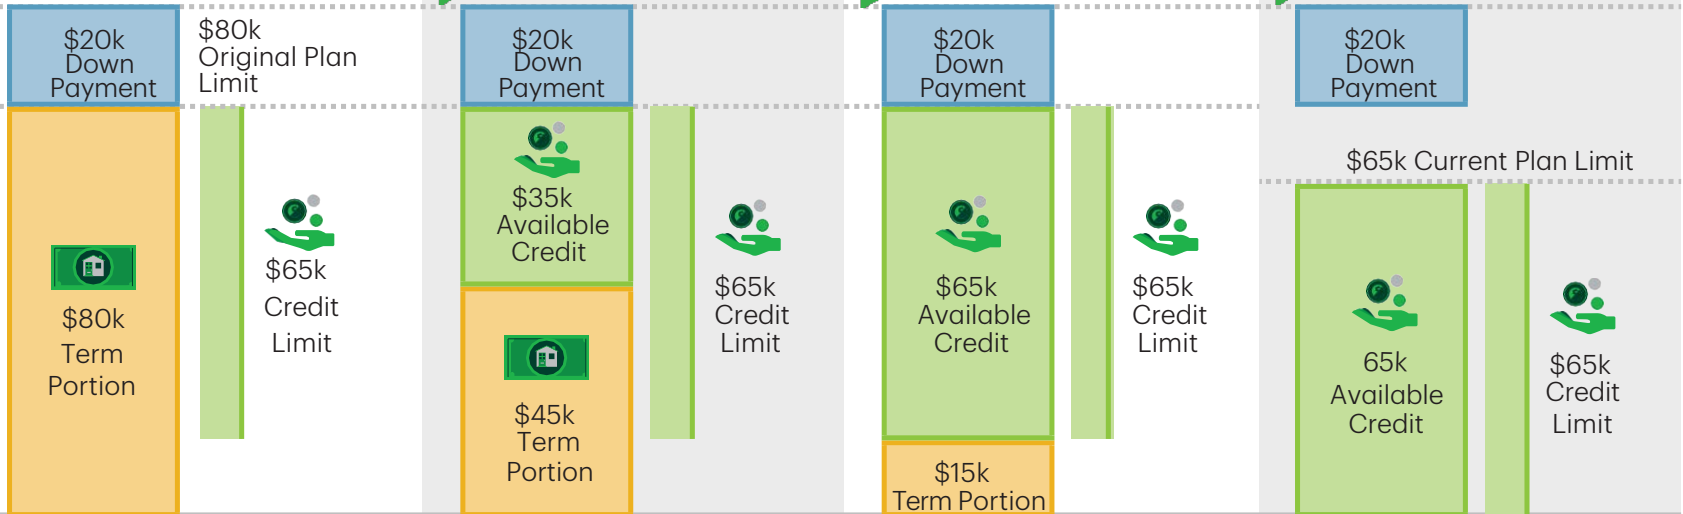 $20k
Down
Payment
$80k
Original Plan
Limit
$80k
Term
Portion
$65k
Credit
Limit
$20k
Down
Payment
$35k
Available
Credit
$45k
Term
Portion
$65k
Credit
Limit
$20k
Down
Payment
$65k
Available
Credit
$15k
Term Portion
$65k
Credit
Limit
$20k
Down
Payment
$65k Current Plan Limit
65k
Available
Credit
$65k
Credit
Limit